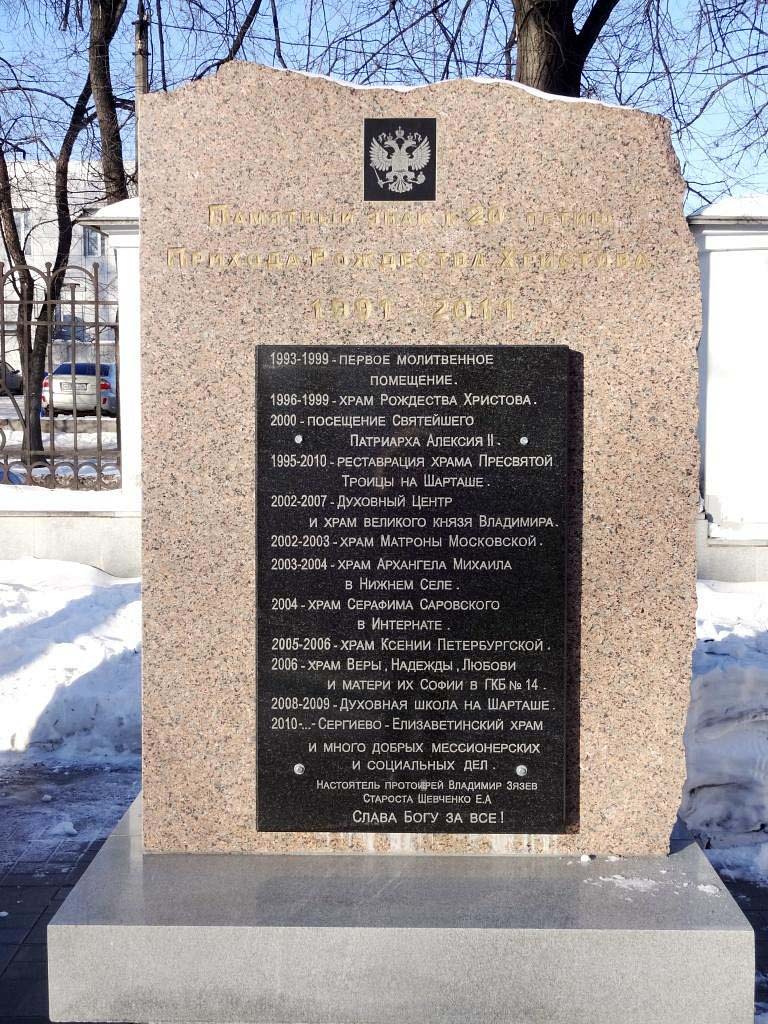 Памятный знак к 20-летию
Прихода Рождества Христова
1991 - 2011
1993-1999 - первое молитвенное
помещение.
1996-1999 - храм Рождества Христова.
2000 - посещение Святейшего
Патриарха Алексия II.
1995-2010 - реставрация храма Пресвятой
Троицы на Шарташе.
2002-2007 - Духовный Центр
и храм великого князя Владимира.
2002-2003 - храм Матроны Московской.
2003-2004 - храм Архангела Михаила
в Нижнем Селе.
2004 - храм Серафима Саровского
в Интернате.
2005-2006 - храм Ксении Петербургской.
2006 - храм Веры, Надежды, Любови
и матери их Софии в ГКБ № 14.
2008-2009 - Духовная школа на Шарташе.
2010-...- Сергиево - Елизаветинский храм
и много добрых мессионерских
и социальных дел.
Настоятель протоиерей Владимир Зязев
Староста Шевченко Е.А
Слава Богу за все!